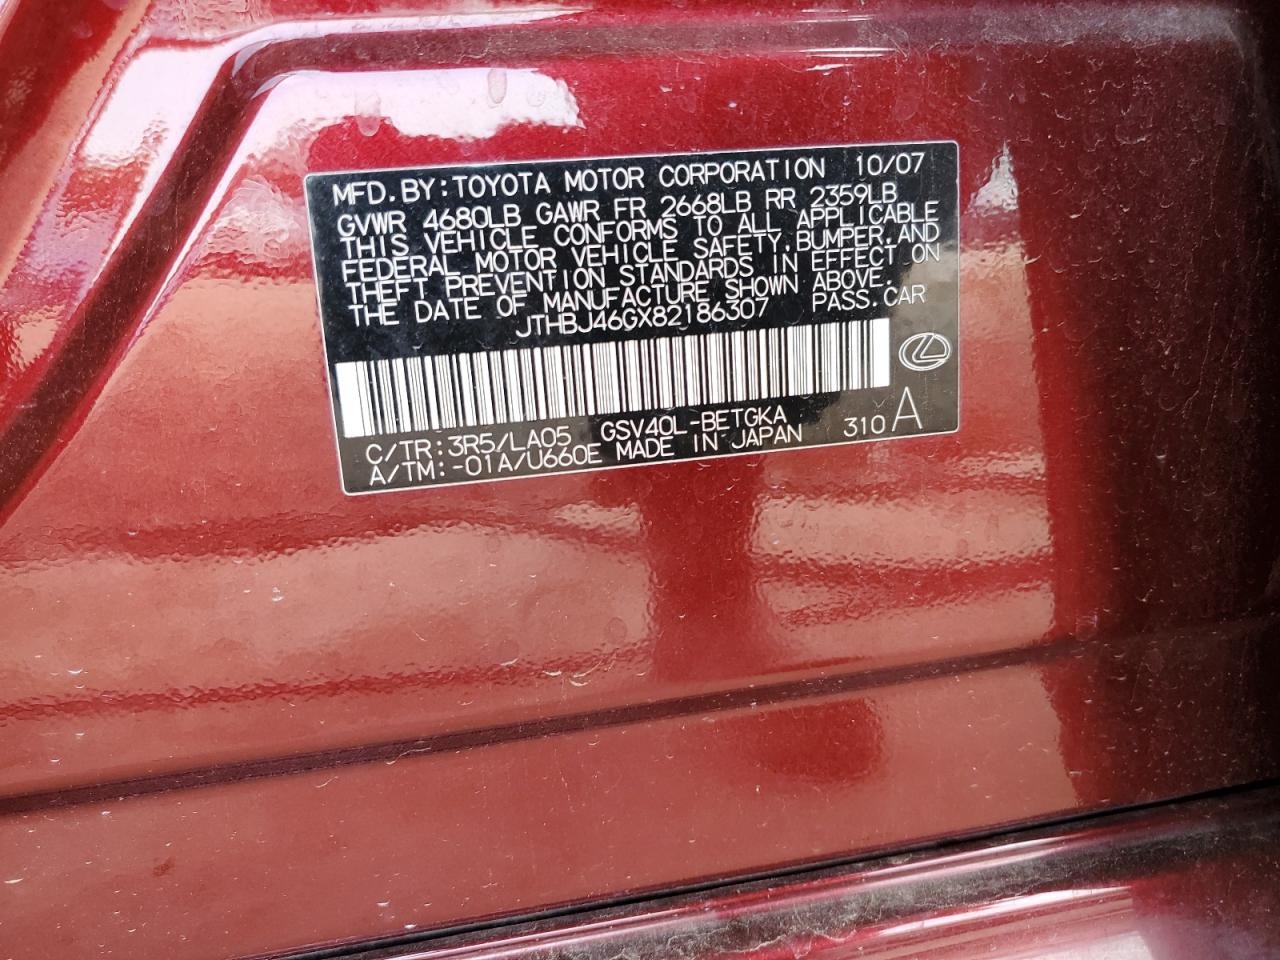 MFD. BY: TOYOTA MOTOR CORPORATION 10/07
GVWR 4680LB GAWR FR 2668LB RR 2359LB
THIS VEHICLE CONFORMS TO ALL APPLICABLE
FEDERAL MOTOR VEHICLE SAFETY, BUMPER, AND
THEFT PREVENTION STANDARDS IN EFFECT ON
THE DATE OF MANUFACTURE SHOWN ABOVE.
JTHBJ46GX82186307 PASS. CAR
C/TR: 3R5/LA05 GSV40L-BETGKA 310 A
A/TM: -01A/U660E MADE IN JAPAN